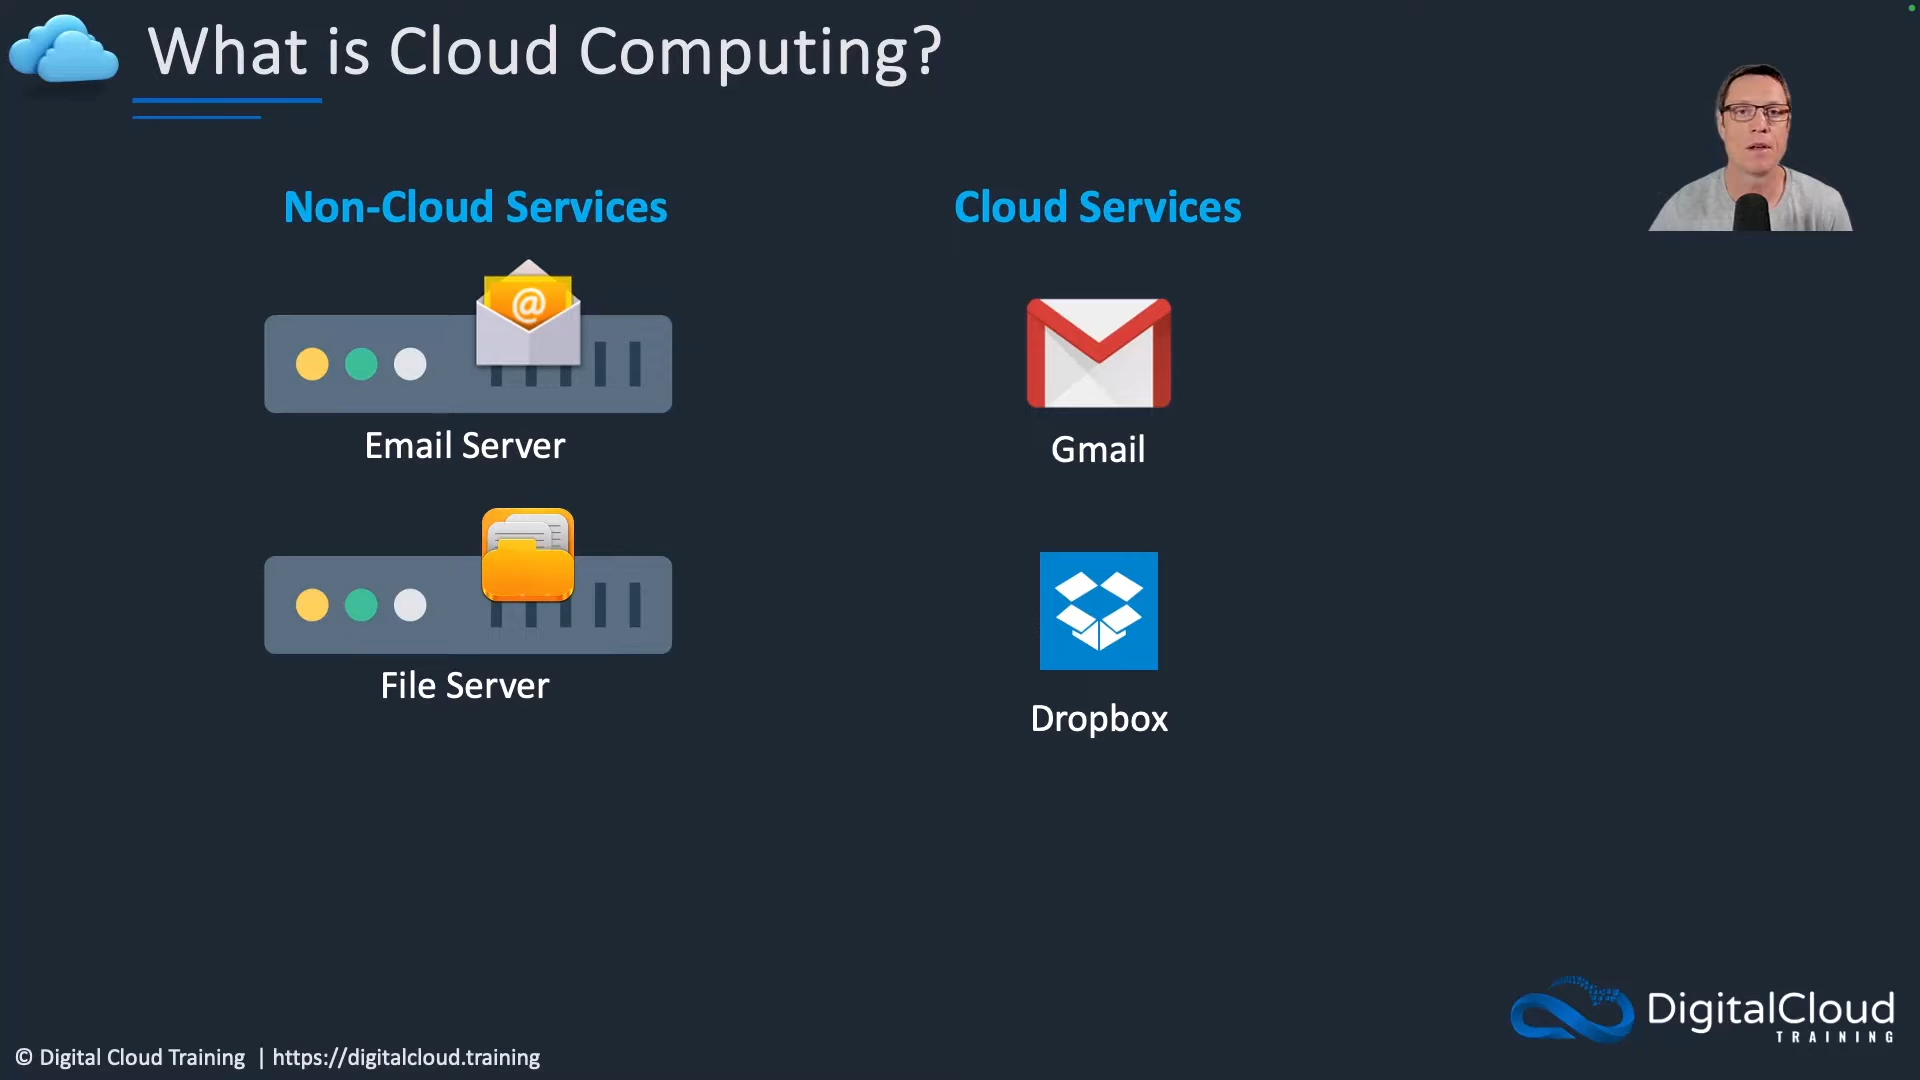 What is Cloud Computing?
Non-Cloud Services
Cloud Services
@
Email Server
Gmail
File Server
Dropbox
DigitalCloud
TRAINING
© Digital Cloud Training | https://digitalcloud.training